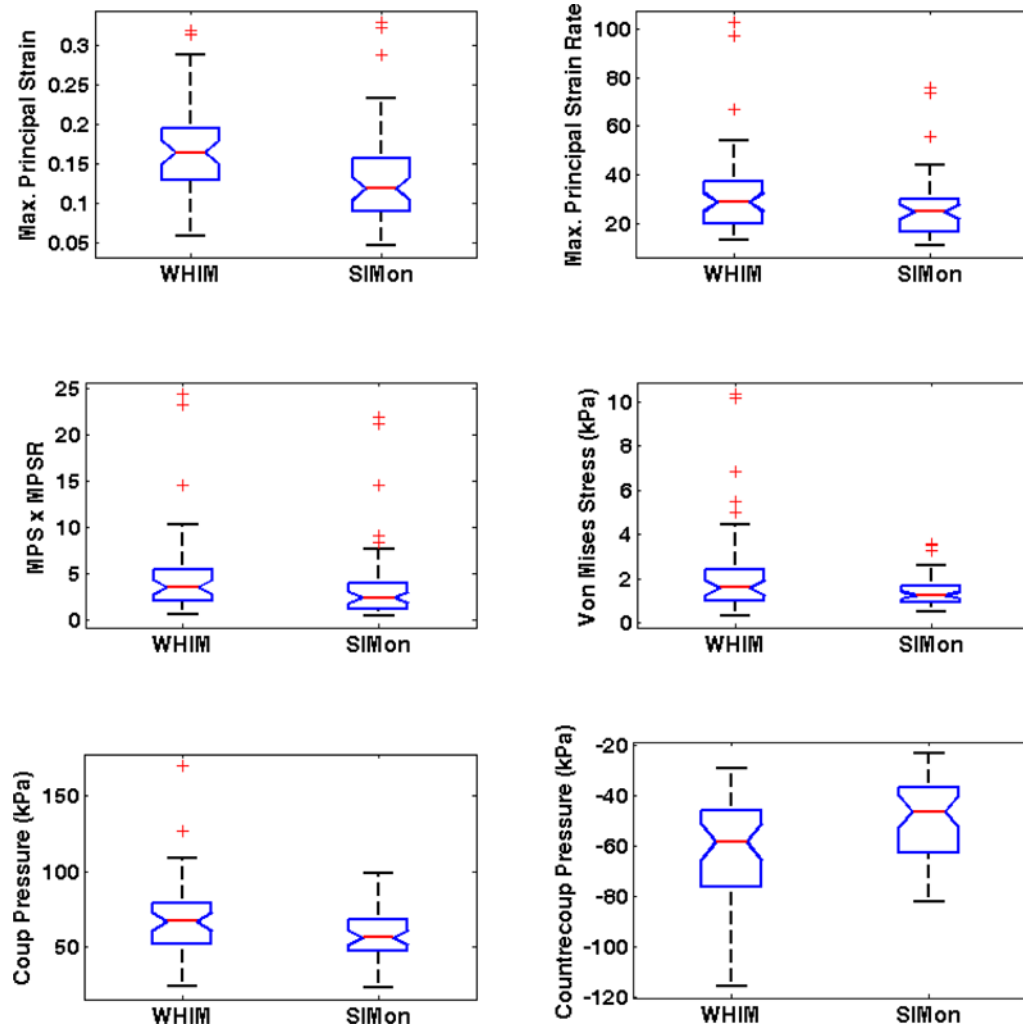 Max. Principal Strain
0.3
0.25
0.2
0.15
0.1
0.05
WHIM
SIMon
Max. Principal Strain Rate
100
80
60
40
20
WHIM
SIMon
MPS x MPSR
25
20
15
10
5
0
WHIM
SIMon
Von Mises Stress (kPa)
10
8
6
4
2
0
WHIM
SIMon
Coup Pressure (kPa)
150
100
50
WHIM
SIMon
Countrecoup Pressure (kPa)
-20
-40
-60
-80
-100
-120
WHIM
SIMon